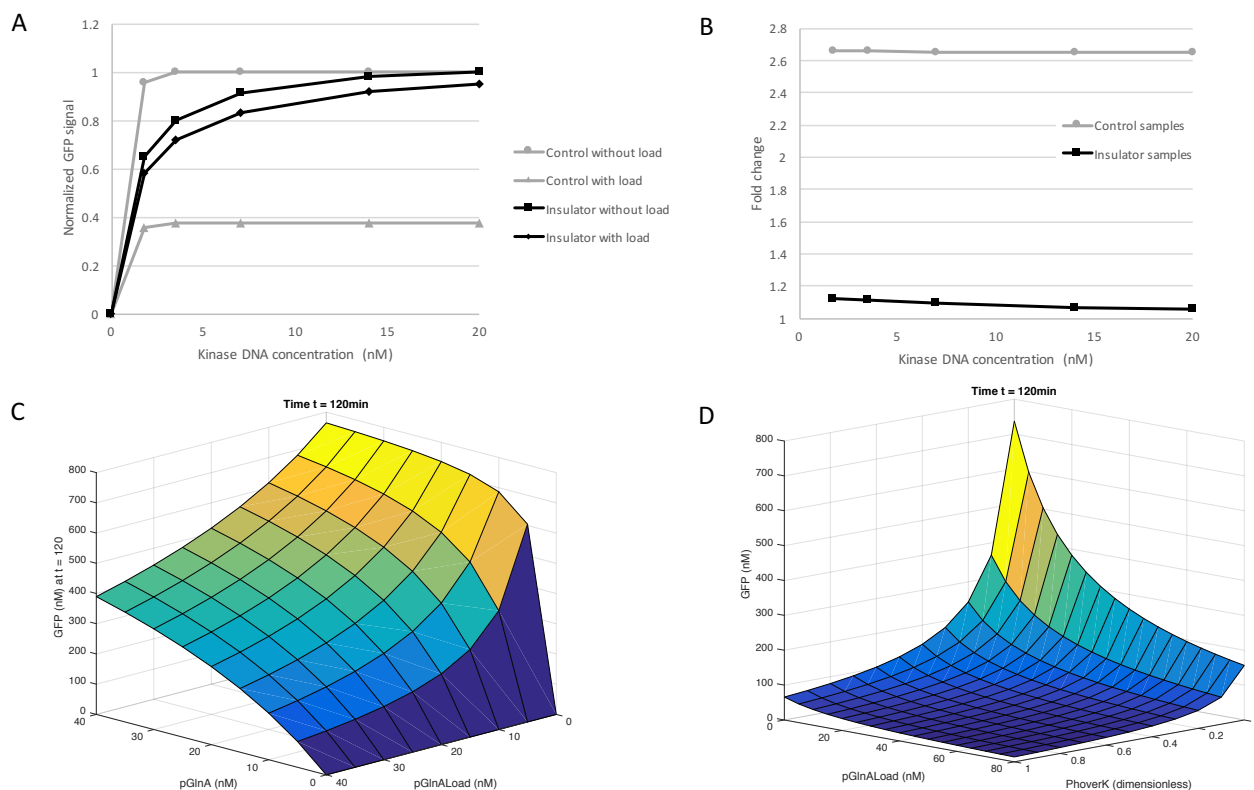 A
1.2
1
0.8
0.6
0.4
0.2
0
0 5 10 15 20
Normalized GFP signal
Kinase DNA concentration (nM)
Control without load
Control with load
Insulator without load
Insulator with load
B
2.8
2.6
2.4
2.2
2
1.8
1.6
1.4
1.2
1
0 5 10 15 20
Fold change
Kinase DNA concentration (nM)
Control samples
Insulator samples
C
Time t = 120min
800
700
600
500
400
300
200
100
0
GFP (nM) at t = 120
40 30 20 10 0
pGlnA (nM)
40 30 20 10 0
pGlnALoad (nM)
D
Time t = 120min
800
700
600
500
400
300
200
100
0
GFP (nM)
0 20 40 60 80
pGlnALoad (nM)
1 0.8 0.6 0.4 0.2
PhoverK (dimensionless)